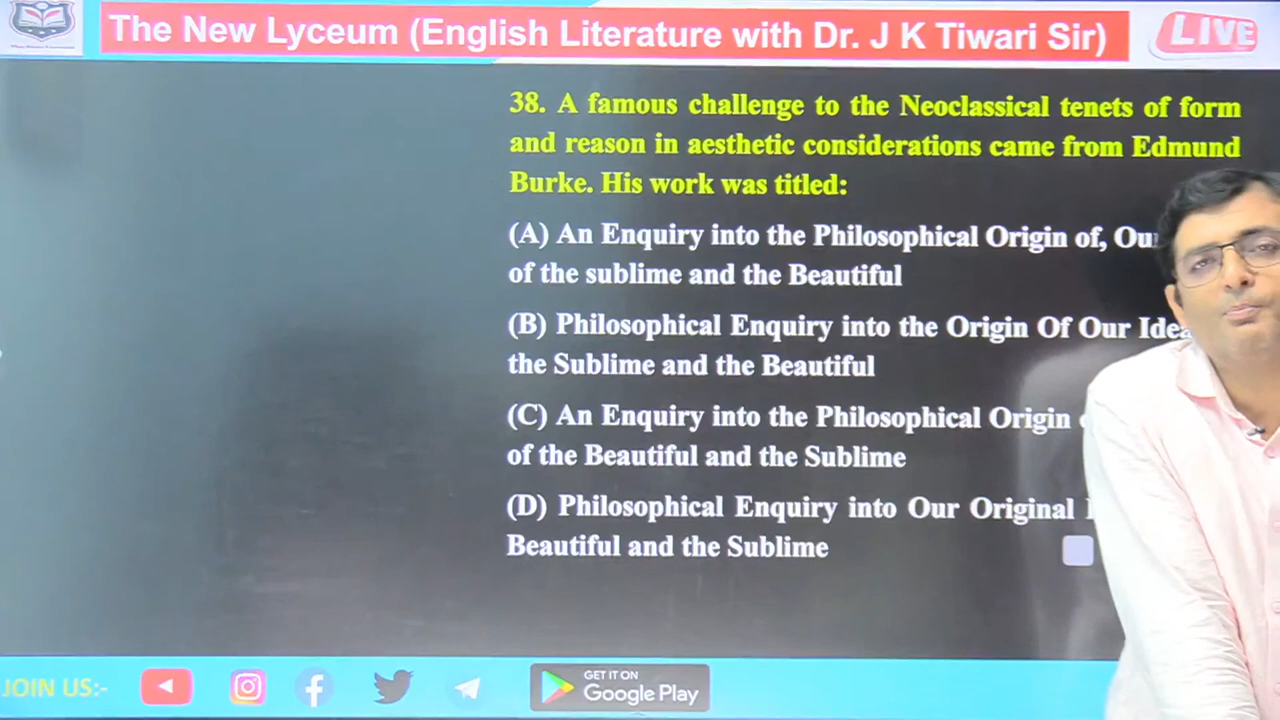 The New Lyceum (English Literature with Dr. J K Tiwari Sir)
LIVE
38. A famous challenge to the Neoclassical tenets of form
and reason in aesthetic considerations came from Edmund
Burke. His work was titled:
(A) An Enquiry into the Philosophical Origin of, Ou
of the sublime and the Beautiful
(B) Philosophical Enquiry into the Origin Of Our Idea
the Sublime and the Beautiful
(C) An Enquiry into the Philosophical Origin
of the Beautiful and the Sublime
(D) Philosophical Enquiry into Our Original
Beautiful and the Sublime
JOIN US:-
GET IT ON
Google Play